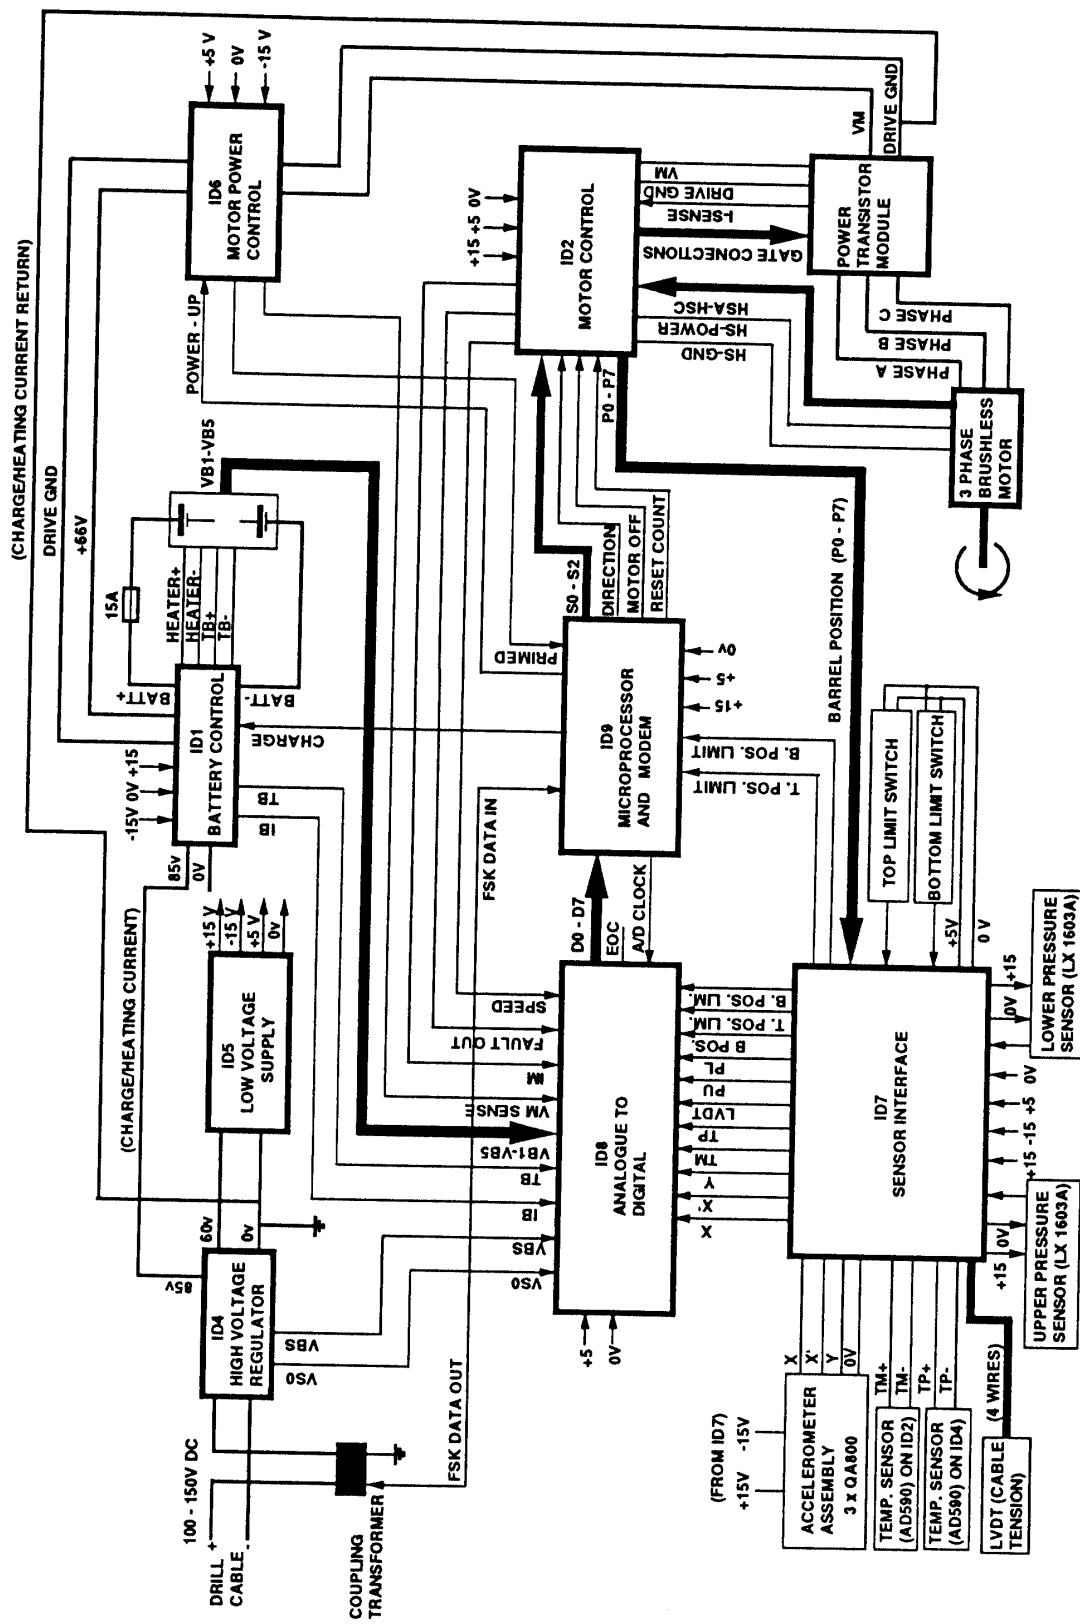 DRILL +
CABLE -
100 - 150V DC
COUPLING
TRANSFORMER
FSK DATA OUT
ID4
HIGH VOLTAGE
REGULATOR
85v
60v
0v
VBS
VS0
(CHARGE/HEATING CURRENT)
ID5
LOW VOLTAGE
SUPPLY
+15 V
-15 V
+5 V
0v
85v
0V
-15V 0V +15
ID1
BATTERY CONTROL
BATT+
BATT-
IB
TB
CHARGE
15A
HEATER+
HEATER-
TB+
TB-
VB1-VB5
+66V
DRIVE GND
(CHARGE/HEATING CURRENT RETURN)
POWER - UP
ID6
MOTOR POWER
CONTROL
+5 V
0V
-15 V
+5
0V
VS0
VBS
IB
TB
VB1-VB5
VM SENSE
IM
FAULT OUT
SPEED
ID8
ANALOGUE TO
DIGITAL
D0 - D7
EOC
A/D CLOCK
X
X'
Y
TM
TP
LVDT
PU
PL
B POS.
T. POS. LIM.
B. POS. LIM.
FSK DATA IN
PRIMED
ID9
MICROPROCESSOR
AND MODEM
S0 - S2
DIRECTION
MOTOR OFF
RESET COUNT
T. POS. LIMIT
B. POS. LIMIT
+15
+5
0v
+15 +5 0V
ID2
MOTOR CONTROL
P0 - P7
HS-GND
HS-POWER
HSA-HSC
GATE CONNECTIONS
I-SENSE
DRIVE GND
VM
VM
DRIVE GND
POWER
TRANSISTOR
MODULE
PHASE A
PHASE B
PHASE C
3 PHASE
BRUSHLESS
MOTOR
BARREL POSITION (P0 - P7)
TOP LIMIT SWITCH
BOTTOM LIMIT SWITCH
+5V
0 V
ID7
SENSOR INTERFACE
(FROM ID7)
+15V -15V
ACCELEROMETER
ASSEMBLY
3 x QA800
X
X'
Y
0V
TEMP. SENSOR
(AD590) ON ID2
TM+
TM-
TEMP. SENSOR
(AD590) ON ID4
TP+
TP-
LVDT (CABLE
TENSION)
(4 WIRES)
+15 0V
UPPER PRESSURE
SENSOR (LX 1603A)
+15 -15 +5 0V
0V +15
LOWER PRESSURE
SENSOR (LX 1603A)